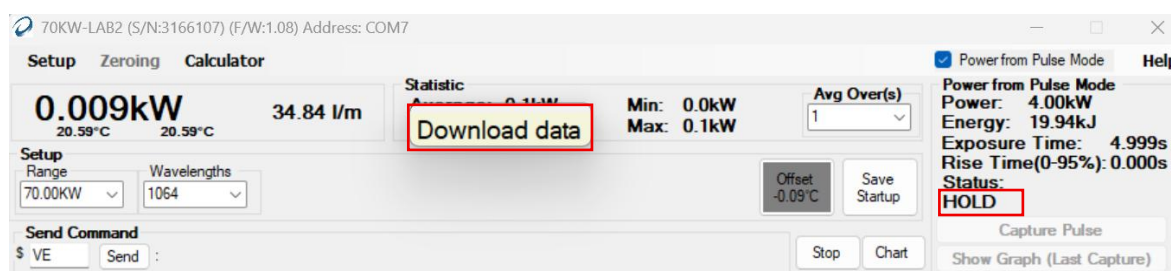 70KW-LAB2 (S/N:3166107) (F/W:1.08) Address: COM7
Setup Zeroing Calculator
Power from Pulse Mode
0.009kW
20.59°C 20.59°C
34.84 l/m
Statistic
0.1kW
Min: 0.0kW
Max: 0.1kW
Download data
Avg Over(s)
1
Power from Pulse Mode
Power: 4.00kW
Energy: 19.94kJ
Exposure Time: 4.999s
Rise Time(0-95%): 0.000s
Status:
HOLD
Setup
Range Wavelengths
70.00KW 1064
Offset
-0.09°C
Save
Startup
Send Command
$ VE Send :
Stop Chart
Capture Pulse
Show Graph (Last Capture)